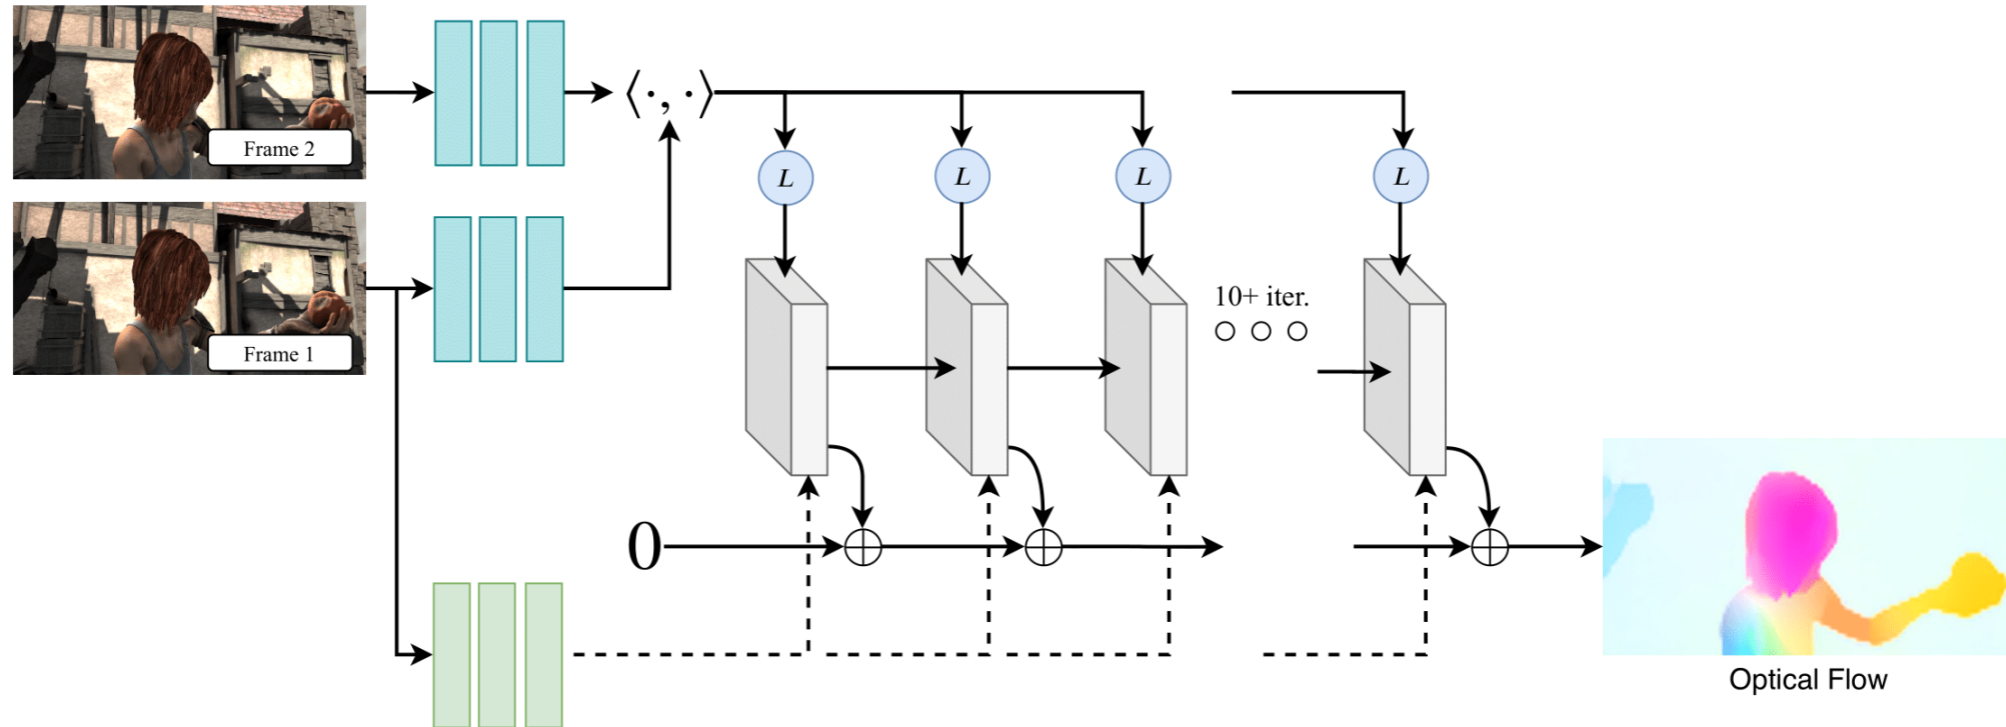 Frame 2
⟨·, ·⟩
L
L
L
L
Frame 1
10+ iter.
0
Optical Flow